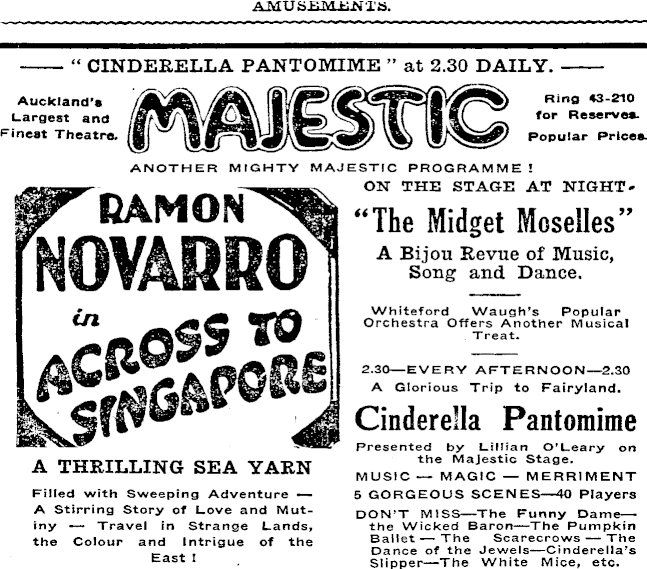 AMUSEMENTS.
"CINDERELLA PANTOMIME" at 2.30 DAILY.
Auckland's
Largest and
Finest Theatre.
MAJESTIC
Ring 43-210
for Reserves.
Popular Prices.
ANOTHER MIGHTY MAJESTIC PROGRAMME!
RAMON
NOVARRO
in
ACROSS TO
SINGAPORE
A THRILLING SEA YARN
Filled with Sweeping Adventure —
A Stirring Story of Love and Mut-
iny — Travel in Strange Lands,
the Colour and Intrigue of the
East!
ON THE STAGE AT NIGHT-
"The Midget Moselles"
A Bijou Revue of Music,
Song and Dance.
Whiteford Waugh's Popular
Orchestra Offers Another Musical
Treat.
2.30—EVERY AFTERNOON—2.30
A Glorious Trip to Fairyland.
Cinderella Pantomime
Presented by Lillian O'Leary on
the Majestic Stage.
MUSIC — MAGIC — MERRIMENT
5 GORGEOUS SCENES—40 Players
DON'T MISS—The Funny Dame—
the Wicked Baron—The Pumpkin
Ballet — The Scarecrows — The
Dance of the Jewels—Cinderella's
Slipper—The White Mice, etc.